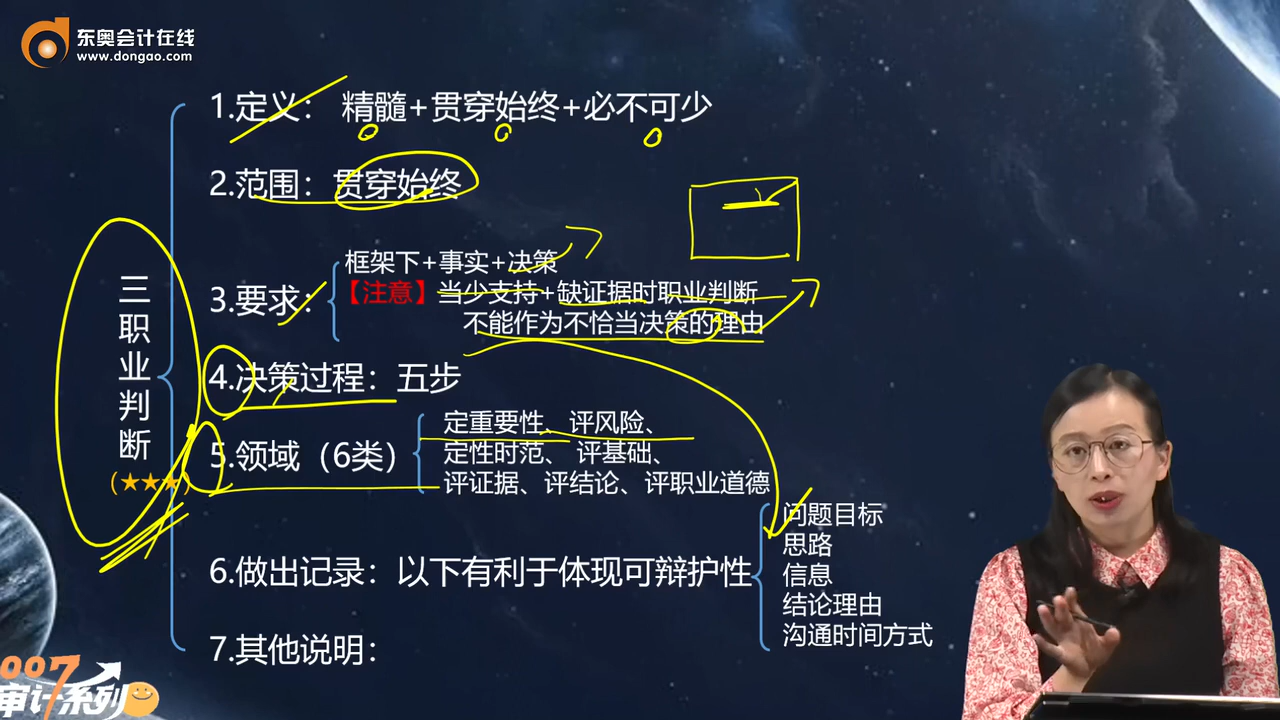 东奥会计在线
www.dongao.com
1.定义： 精髓+贯穿始终+必不可少
2.范围：贯穿始终
三职业判断
(★★★)
3.要求：
框架下+事实+决策
【注意】当少支持+缺证据时职业判断
不能作为不恰当决策的理由
4.决策过程：五步
5.领域（6类）
定重要性、评风险、
定性时范、 评基础、
评证据、评结论、评职业道德
6.做出记录：以下有利于体现可辩护性
问题目标
思路
信息
结论理由
沟通时间方式
7.其他说明：
007
审计系列